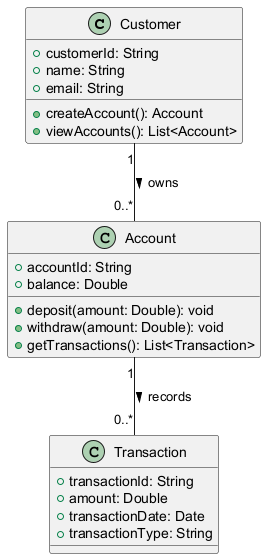 C Customer
customerId: String
name: String
email: String
createAccount(): Account
viewAccounts(): List<Account>
1
owns
0..*
C Account
accountId: String
balance: Double
deposit(amount: Double): void
withdraw(amount: Double): void
getTransactions(): List<Transaction>
1
records
0..*
C Transaction
transactionId: String
amount: Double
transactionDate: Date
transactionType: String